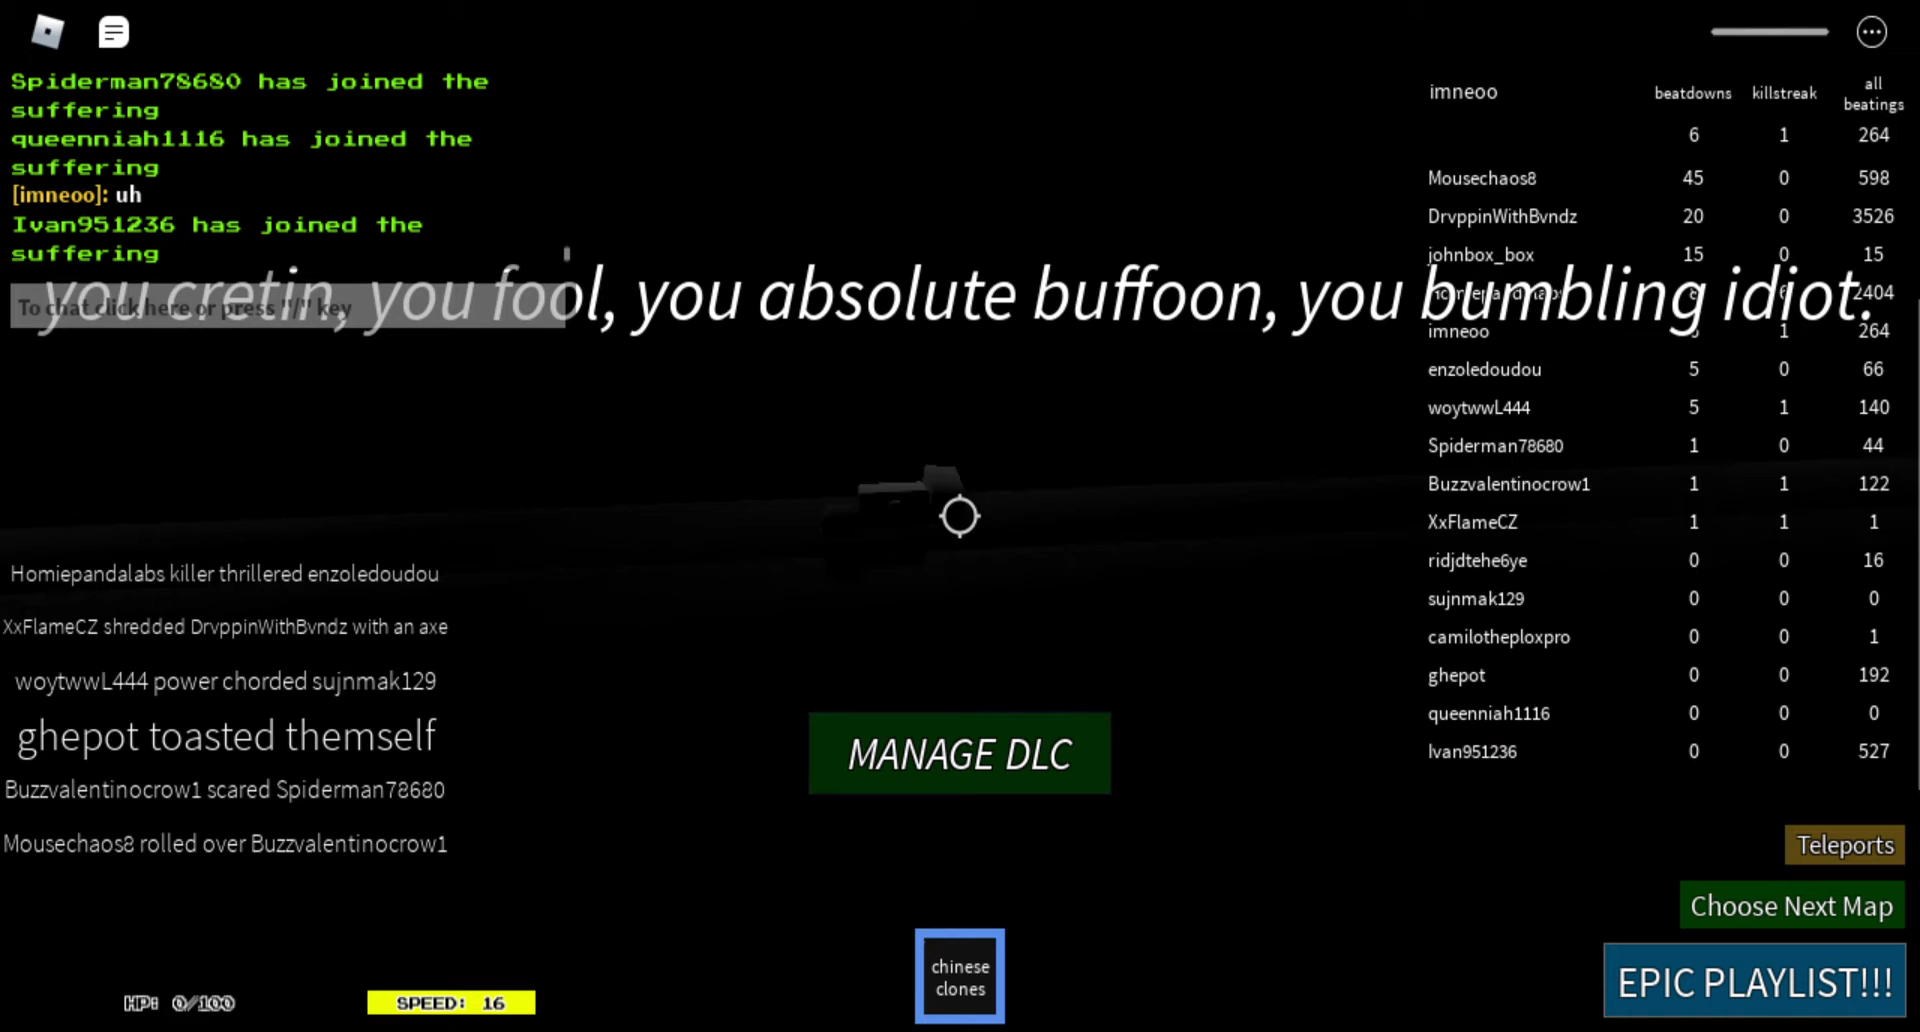 Spiderman78680 has joined the
suffering
queenniah1116 has joined the
suffering
[imneoo]: uh
Ivan951236 has joined the
suffering
To chat click here or press "/" key
you cretin, you fool, you absolute buffoon, you bumbling idiot.
imneoo beatdowns killstreak all beatings
6 1 264
Mousechaos8 45 0 598
DrvppinWithBvndz 20 0 3526
johnbox_box 15 0 15
2404
imneoo 1 264
enzoledoudou 5 0 66
woytwwL444 5 1 140
Spiderman78680 1 0 44
Buzzvalentinocrow1 1 1 122
XxFlameCZ 1 1 1
ridjdtehe6ye 0 0 16
sujnmak129 0 0 0
camilotheploxpro 0 0 1
ghepot 0 0 192
queenniah1116 0 0 0
Ivan951236 0 0 527
Homiepandalabs killer thrillered enzoledoudou
XxFlameCZ shredded DrvppinWithBvndz with an axe
woytwwL444 power chorded sujnmak129
ghepot toasted themself
Buzzvalentinocrow1 scared Spiderman78680
Mousechaos8 rolled over Buzzvalentinocrow1
MANAGE DLC
Teleports
Choose Next Map
EPIC PLAYLIST!!!
chinese
clones
HP: 0/100
SPEED: 16